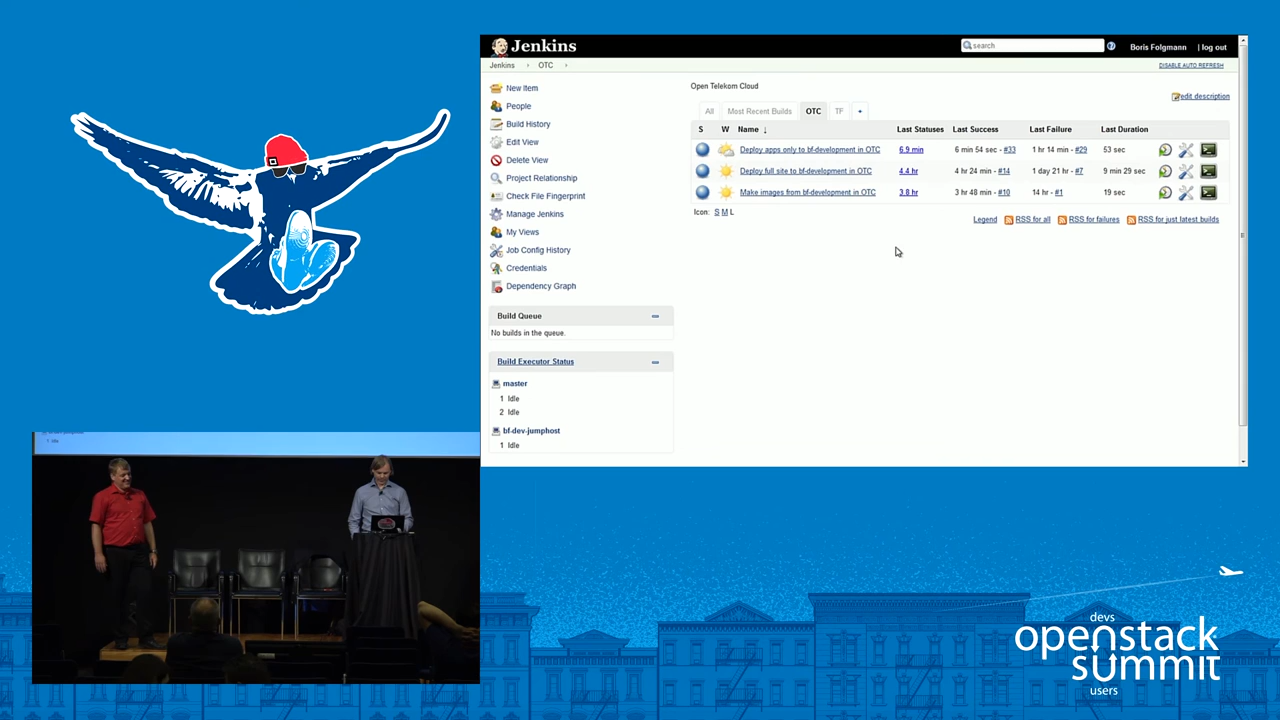 Jenkins
search
Boris Folgmann | log out
Jenkins › OTC ›
DISABLE AUTO REFRESH
New Item
People
Build History
Edit View
Delete View
Project Relationship
Check File Fingerprint
Manage Jenkins
My Views
Job Config History
Credentials
Dependency Graph
Build Queue
No builds in the queue.
Build Executor Status
master
1 Idle
2 Idle
bf-dev-jumphost
1 Idle
Open Telekom Cloud
edit description
All Most Recent Builds OTC TF +
S W Name ↓ Last Statuses Last Success Last Failure Last Duration
Deploy apps only to bf-development in OTC 6.9 min 6 min 54 sec - #33 1 hr 14 min - #29 53 sec
Deploy full site to bf-development in OTC 4.4 hr 4 hr 24 min - #14 1 day 21 hr - #7 9 min 29 sec
Make images from bf-development in OTC 3.8 hr 3 hr 48 min - #10 14 hr - #1 19 sec
Icon: S M L
Legend RSS for all RSS for failures RSS for just latest builds
devs
openstack
summit
users